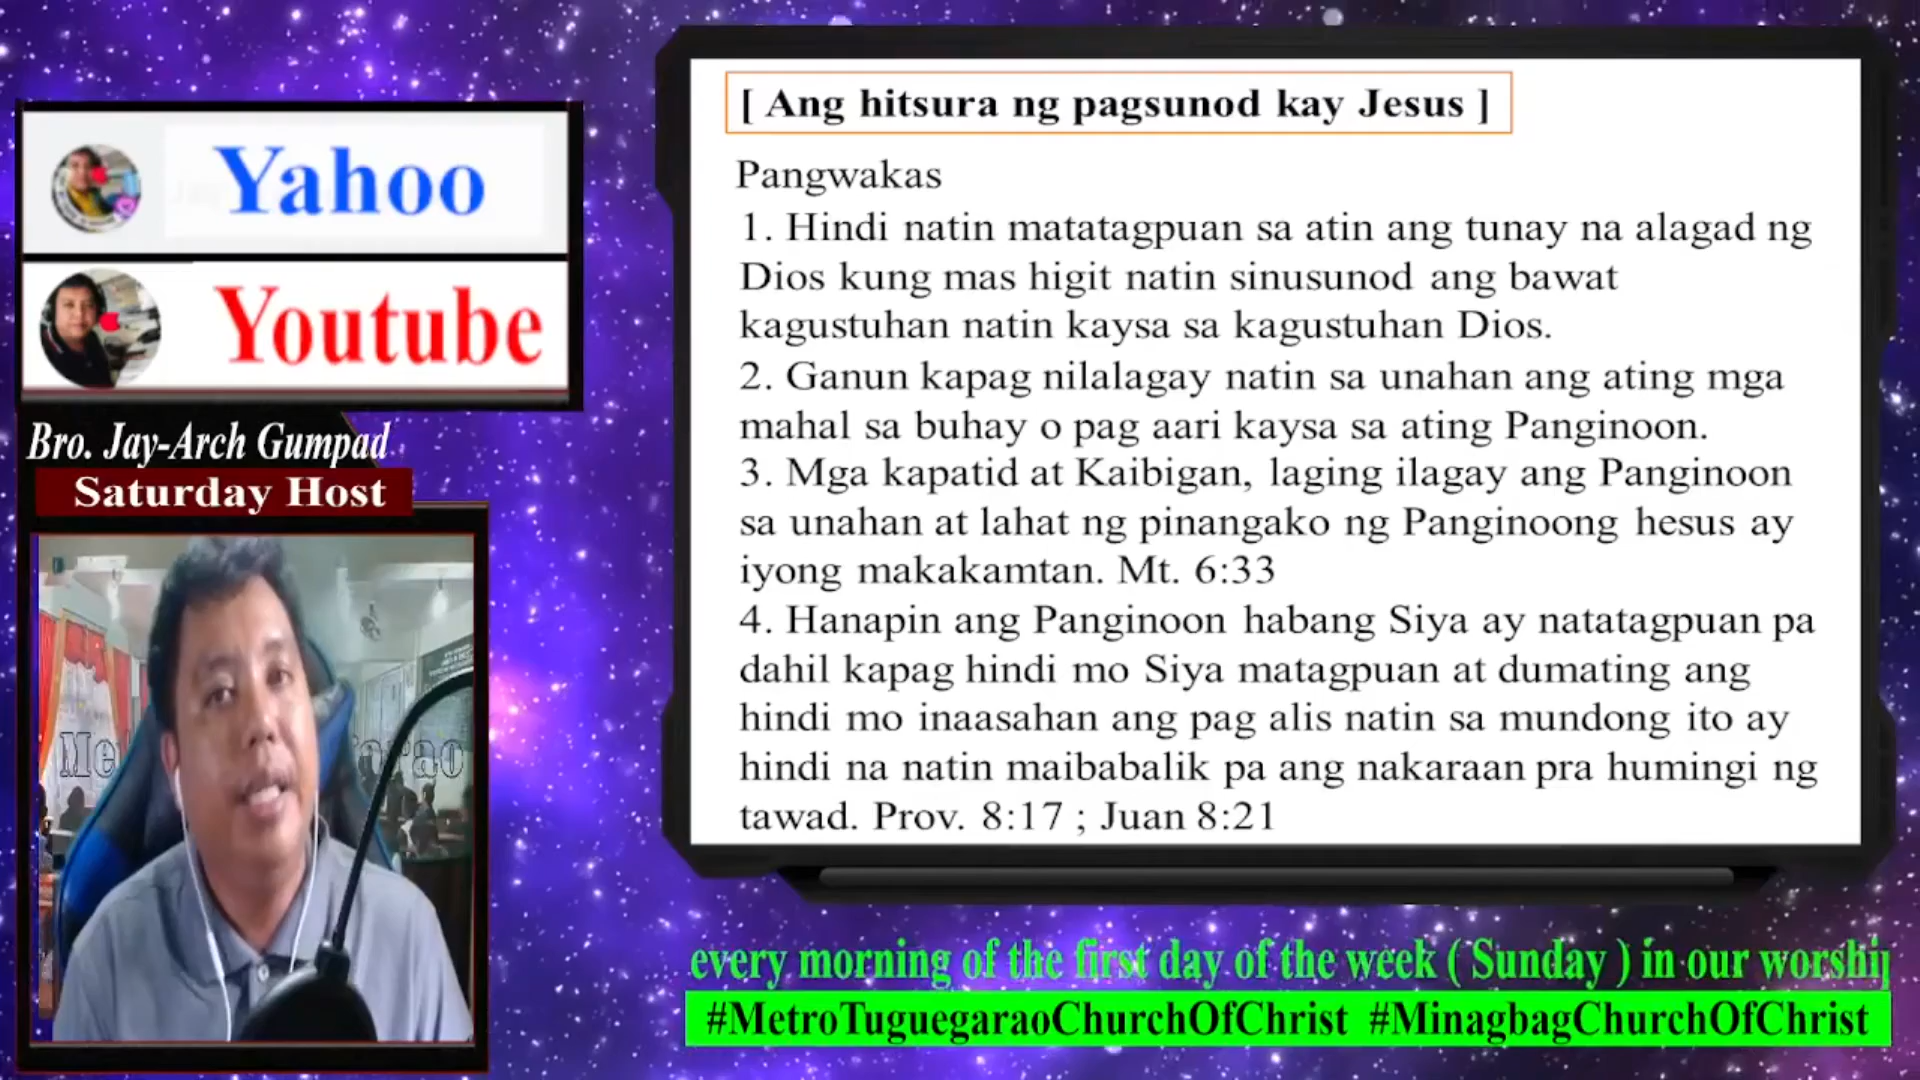 Yahoo
Youtube
Bro. Jay-Arch Gumpad
Saturday Host
[ Ang hitsura ng pagsunod kay Jesus ]
Pangwakas
1. Hindi natin matatagpuan sa atin ang tunay na alagad ng
Dios kung mas higit natin sinusunod ang bawat
kagustuhan natin kaysa sa kagustuhan Dios.
2. Ganun kapag nilalagay natin sa unahan ang ating mga
mahal sa buhay o pag aari kaysa sa ating Panginoon.
3. Mga kapatid at Kaibigan, laging ilagay ang Panginoon
sa unahan at lahat ng pinangako ng Panginoong hesus ay
iyong makakamtan. Mt. 6:33
4. Hanapin ang Panginoon habang Siya ay natatagpuan pa
dahil kapag hindi mo Siya matagpuan at dumating ang
hindi mo inaasahan ang pag alis natin sa mundong ito ay
hindi na natin maibabalik pa ang nakaraan pra humingi ng
tawad. Prov. 8:17 ; Juan 8:21
every morning of the first day of the week ( Sunday ) in our
#MetroTuguegaraoChurchOfChrist #MinagbagChurchOfChrist